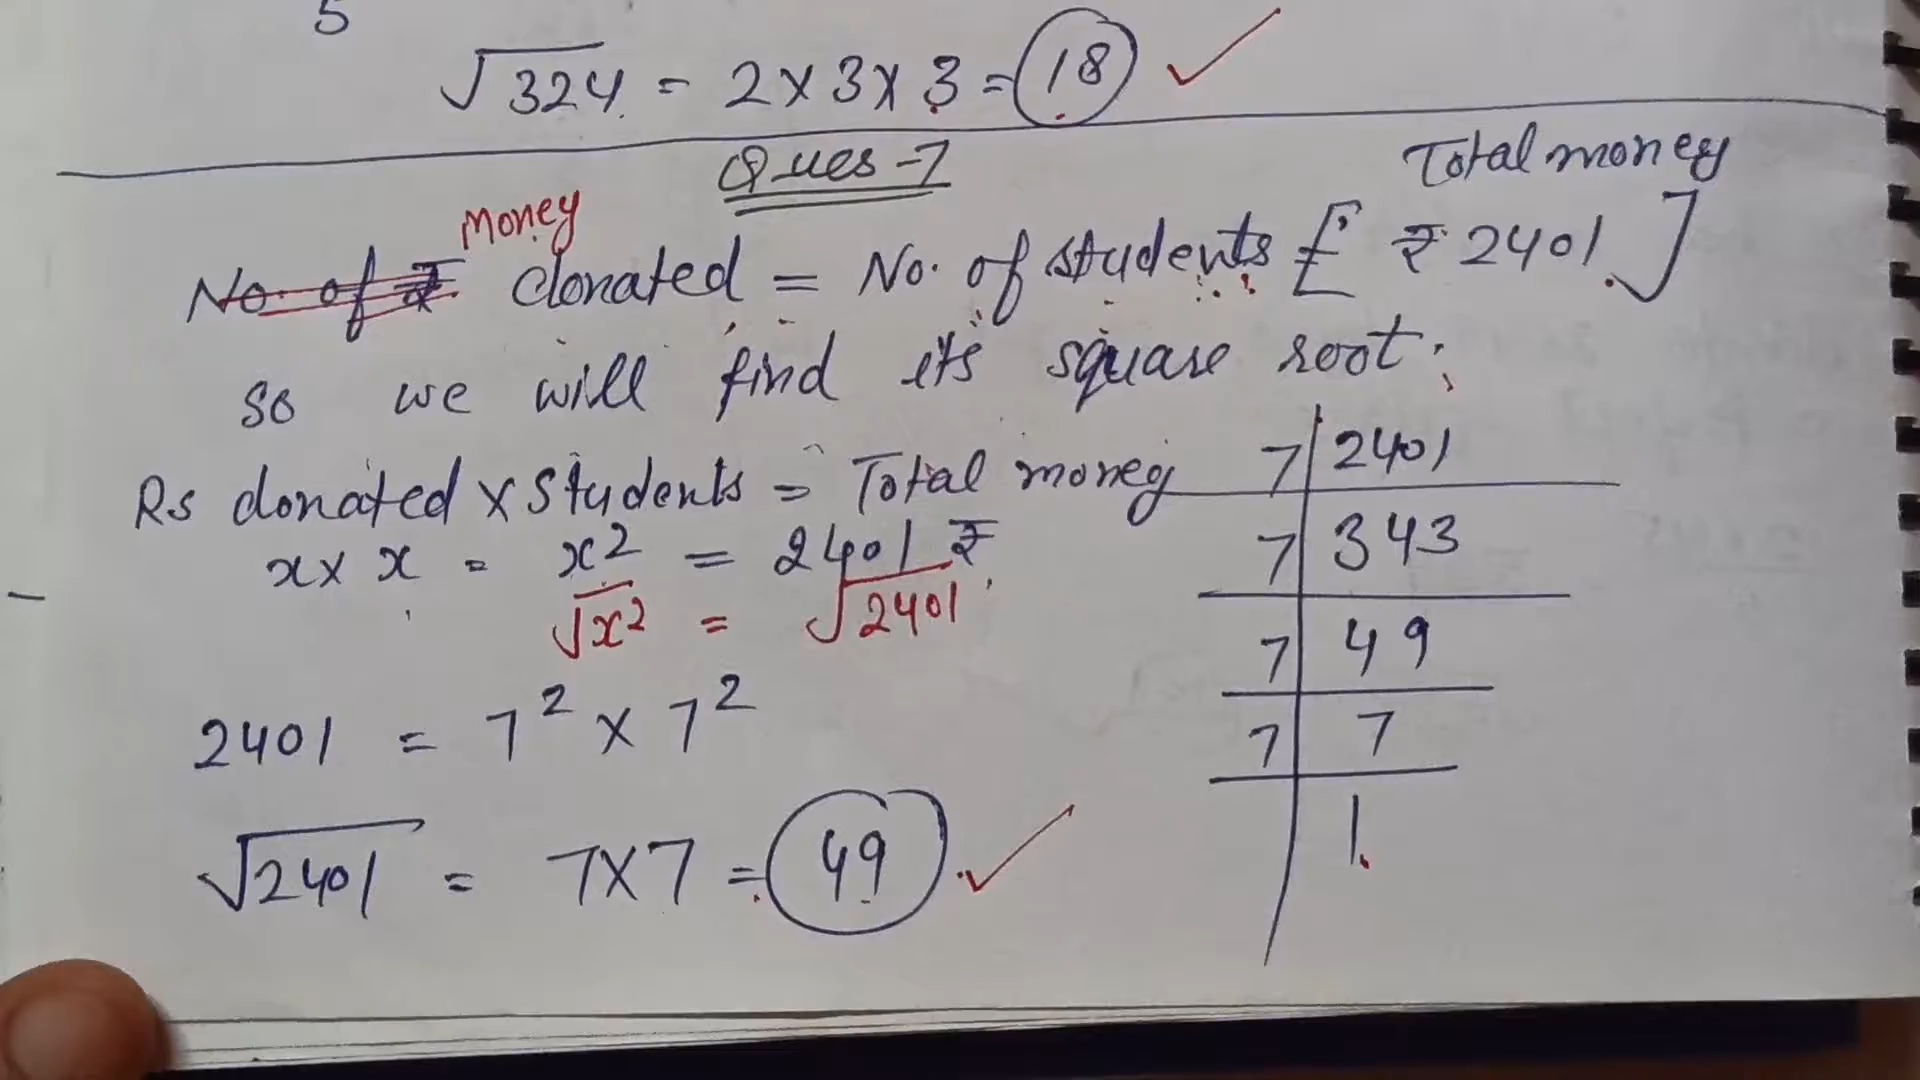 5
√324 = 2×3×3 = 18 ✓
Ques-7
Total money
Money
No. of ₹ donated = No. of students [ ₹ 2401 ]
so we will find its square root.
Rs donated × students = Total money
x × x = x² = 2401 ₹
√x² = √2401
2401 = 7² × 7²
√2401 = 7×7 = 49 ✓
7 | 2401
7 | 343
7 | 49
7 | 7
1